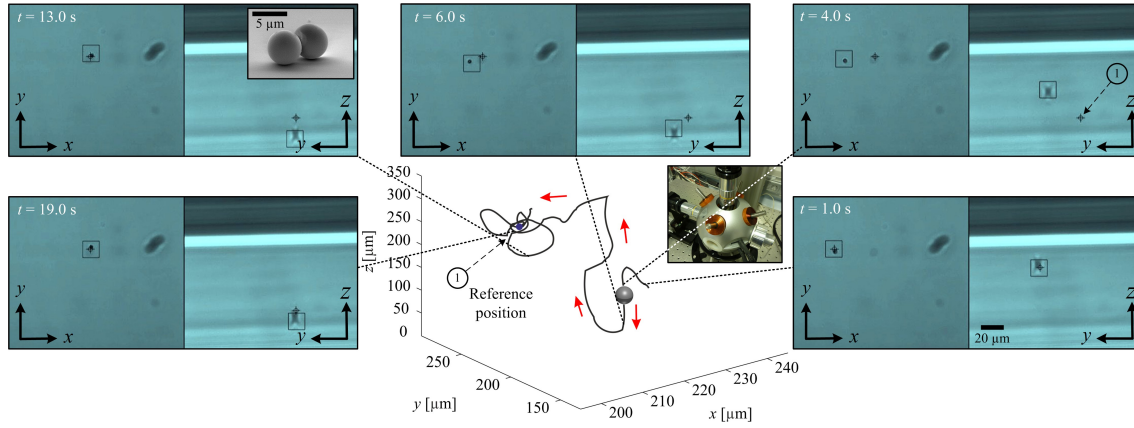 t = 13.0 s
5 µm
y
x
z
y
t = 6.0 s
y
x
z
y
t = 4.0 s
1
y
x
z
y
t = 19.0 s
y
x
z
y
350
300
250
200
150
100
50
0
z [µm]
1
Reference
position
250
200
150
y [µm]
200
210
220
230
240
x [µm]
t = 1.0 s
y
x
z
y
20 µm